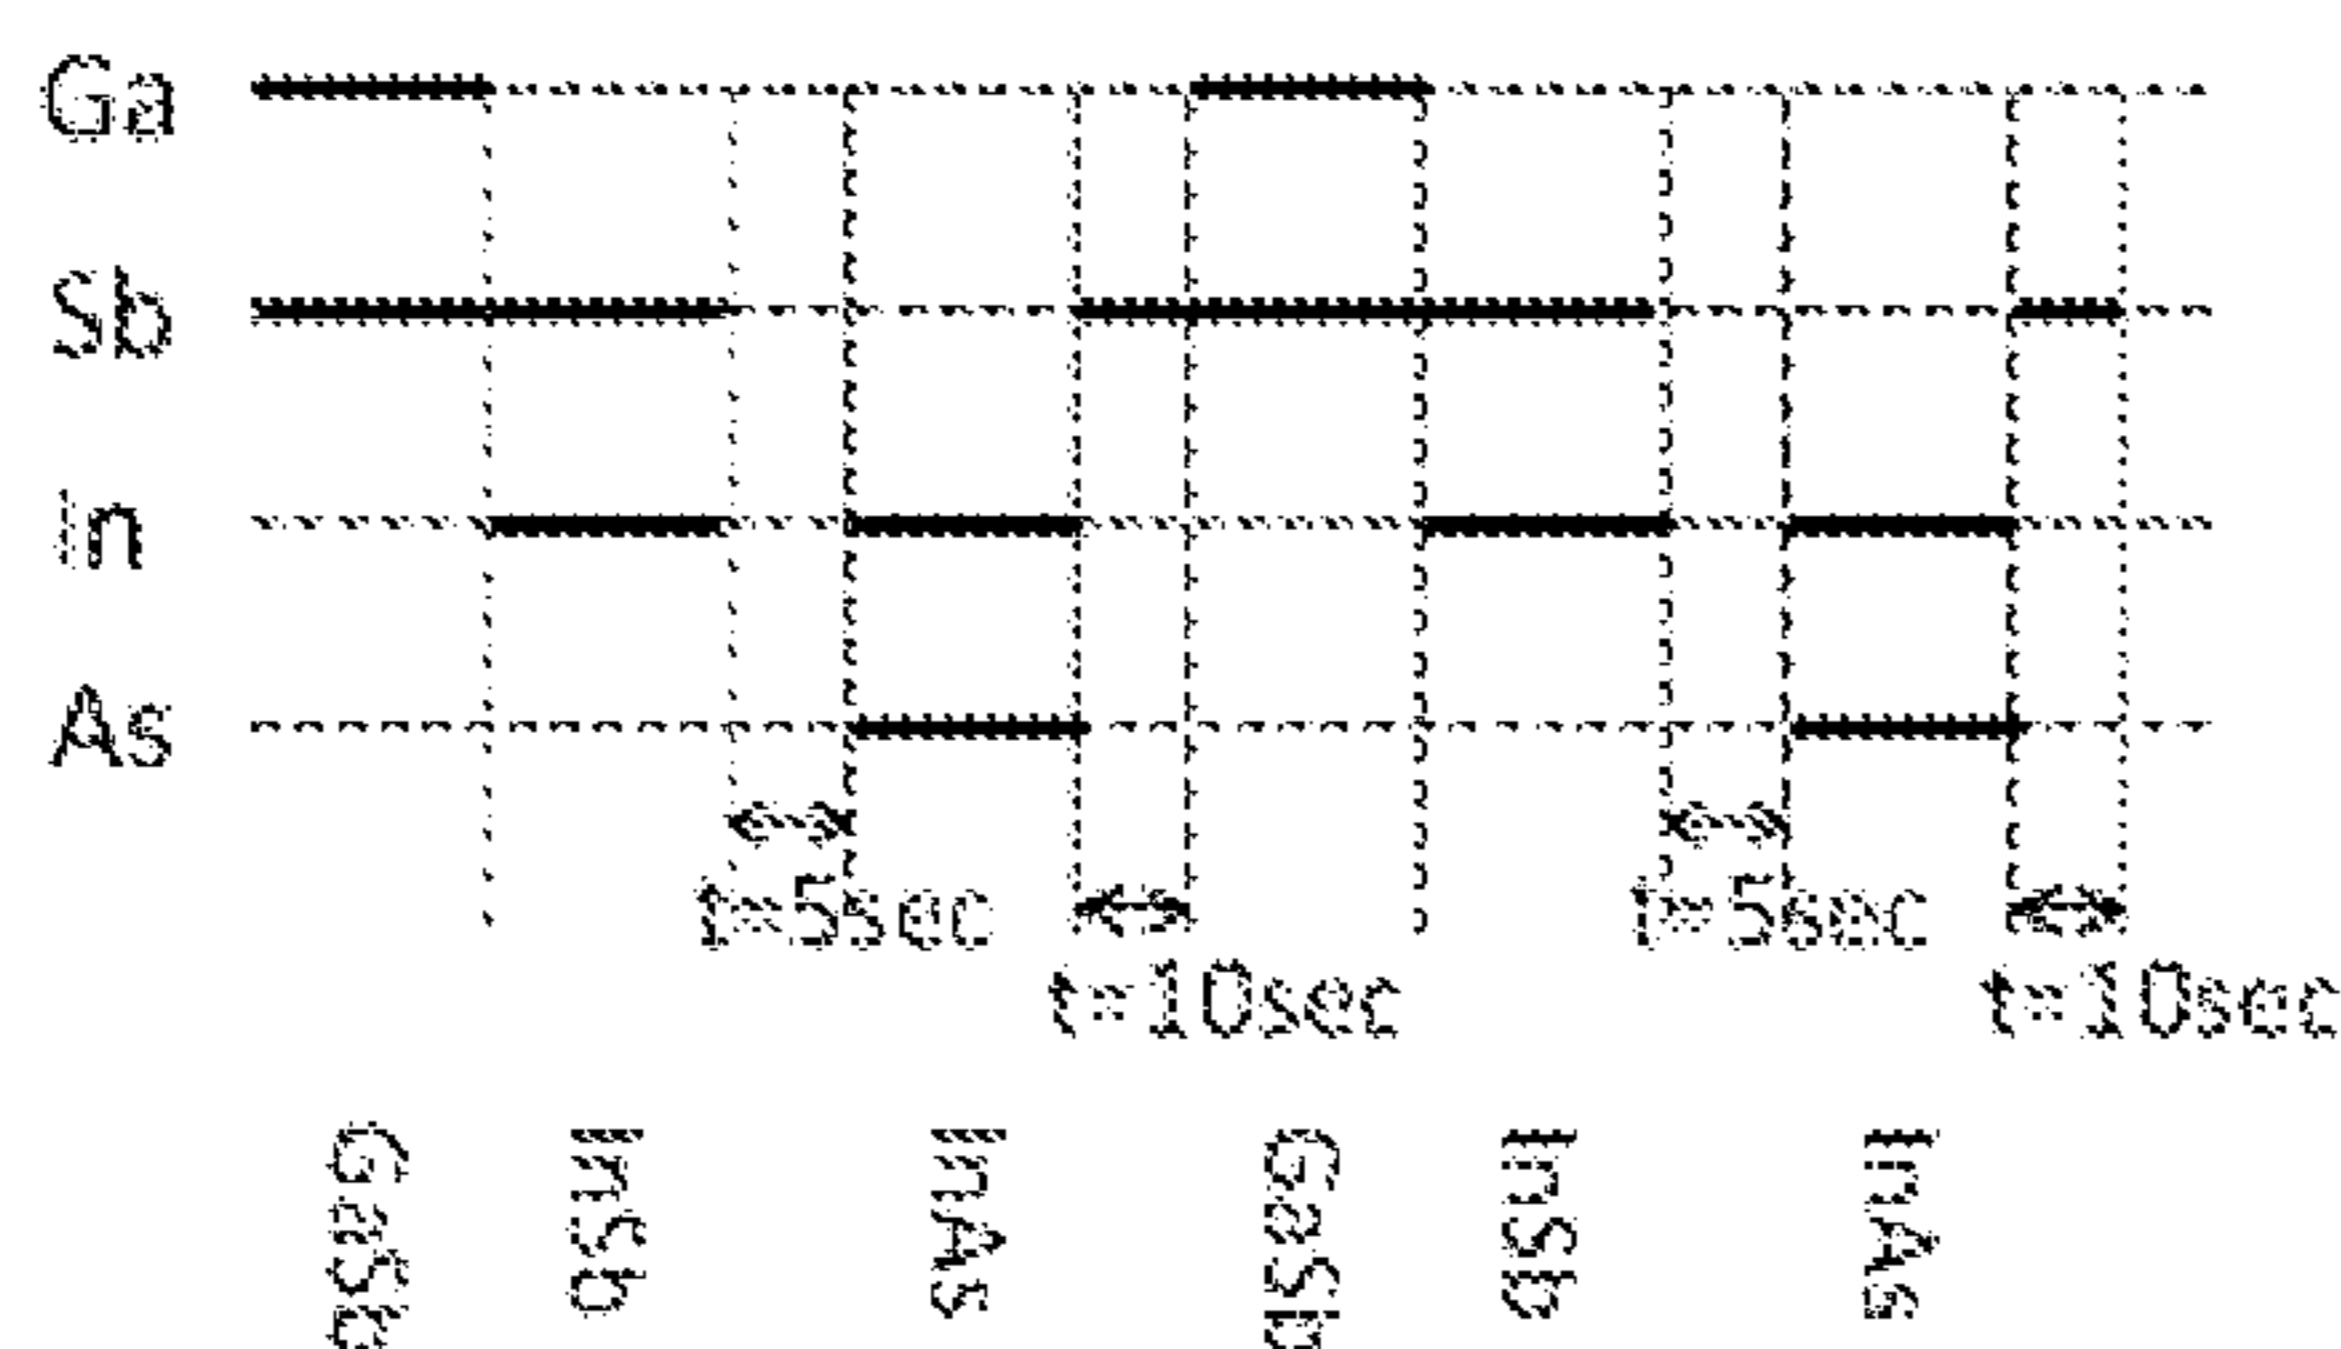 Ga
Sb
In
As
t=5sec
t=5sec
t=10sec
t=10sec
GaSb
InSb
InAs
GaSb
InSb
InAs